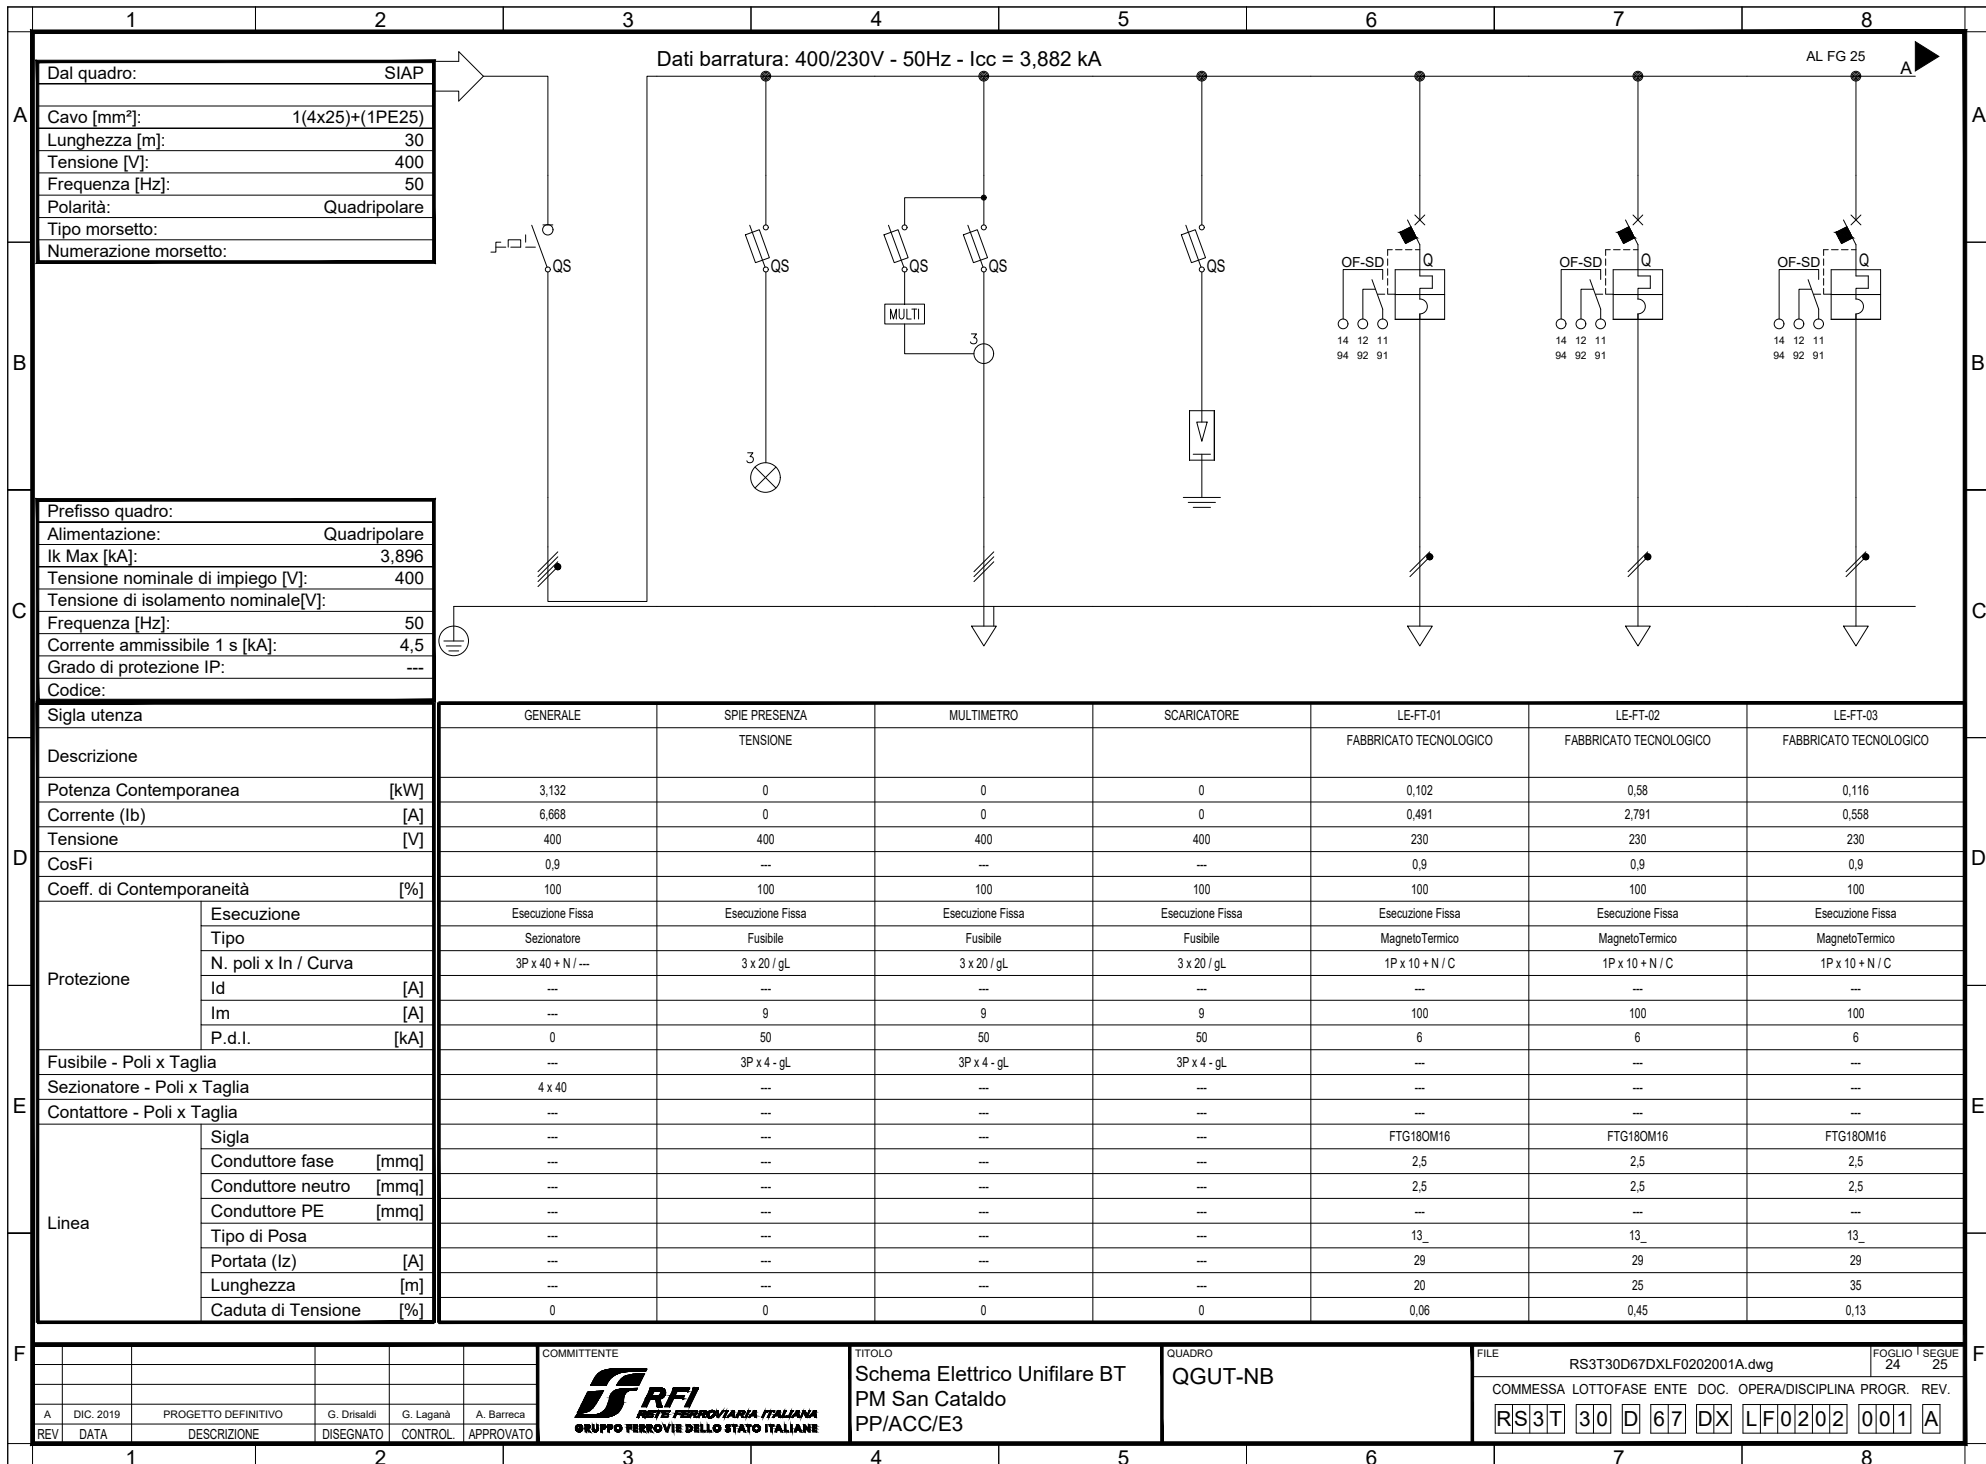 1 2 3 4 5 6 7 8
Dati barratura: 400/230V - 50Hz - Icc = 3,882 kA
AL FG 25
A
Dal quadro: SIAP
Cavo [mm²]: 1(4x25)+(1PE25)
Lunghezza [m]: 30
Tensione [V]: 400
Frequenza [Hz]: 50
Polarità: Quadripolare
Tipo morsetto:
Numerazione morsetto:
A A
QS QS QS QS QS
MULTI
3
3
OF-SD Q OF-SD Q OF-SD Q
14 12 11 14 12 11 14 12 11
94 92 91 94 92 91 94 92 91
B B
Prefisso quadro:
Alimentazione: Quadripolare
Ik Max [kA]: 3,896
Tensione nominale di impiego [V]: 400
Tensione di isolamento nominale[V]:
Frequenza [Hz]: 50
Corrente ammissibile 1 s [kA]: 4,5
Grado di protezione IP: ---
Codice:
C C
Sigla utenza GENERALE SPIE PRESENZA MULTIMETRO SCARICATORE LE-FT-01 LE-FT-02 LE-FT-03
Descrizione TENSIONE FABBRICATO TECNOLOGICO FABBRICATO TECNOLOGICO FABBRICATO TECNOLOGICO
Potenza Contemporanea [kW] 3,132 0 0 0 0,102 0,58 0,116
Corrente (Ib) [A] 6,668 0 0 0 0,491 2,791 0,558
Tensione [V] 400 400 400 400 230 230 230
CosFi 0,9 --- --- --- 0,9 0,9 0,9
Coeff. di Contemporaneità [%] 100 100 100 100 100 100 100
D D
Protezione
Esecuzione Esecuzione Fissa Esecuzione Fissa Esecuzione Fissa Esecuzione Fissa Esecuzione Fissa Esecuzione Fissa Esecuzione Fissa
Tipo Sezionatore Fusibile Fusibile Fusibile MagnetoTermico MagnetoTermico MagnetoTermico
N. poli x In / Curva 3P x 40 + N / --- 3 x 20 / gL 3 x 20 / gL 3 x 20 / gL 1P x 10 + N / C 1P x 10 + N / C 1P x 10 + N / C
Id [A] --- --- --- --- --- --- ---
Im [A] --- 9 9 9 100 100 100
P.d.I. [kA] 0 50 50 50 6 6 6
Fusibile - Poli x Taglia --- 3P x 4 - gL 3P x 4 - gL 3P x 4 - gL --- --- ---
Sezionatore - Poli x Taglia 4 x 40 --- --- --- --- --- ---
Contattore - Poli x Taglia --- --- --- --- --- --- ---
E E
Linea
Sigla --- --- --- --- FTG18OM16 FTG18OM16 FTG18OM16
Conduttore fase [mmq] --- --- --- --- 2,5 2,5 2,5
Conduttore neutro [mmq] --- --- --- --- 2,5 2,5 2,5
Conduttore PE [mmq] --- --- --- --- --- --- ---
Tipo di Posa --- --- --- --- 13_ 13_ 13_
Portata (Iz) [A] --- --- --- --- 29 29 29
Lunghezza [m] --- --- --- --- 20 25 35
Caduta di Tensione [%] 0 0 0 0 0,06 0,45 0,13
F F
A DIC. 2019 PROGETTO DEFINITIVO G. Drisaldi G. Laganà A. Barreca
REV DATA DESCRIZIONE DISEGNATO CONTROL. APPROVATO
COMMITTENTE
RFI
RETE FERROVIARIA ITALIANA
GRUPPO FERROVIE DELLO STATO ITALIANE
TITOLO
Schema Elettrico Unifilare BT
PM San Cataldo
PP/ACC/E3
QUADRO
QGUT-NB
FILE
RS3T30D67DXLF0202001A.dwg
FOGLIO SEGUE
24 25
COMMESSA LOTTO FASE ENTE DOC. OPERA/DISCIPLINA PROGR. REV.
RS3T 30 D 67 DX LF0202 001 A
1 2 3 4 5 6 7 8